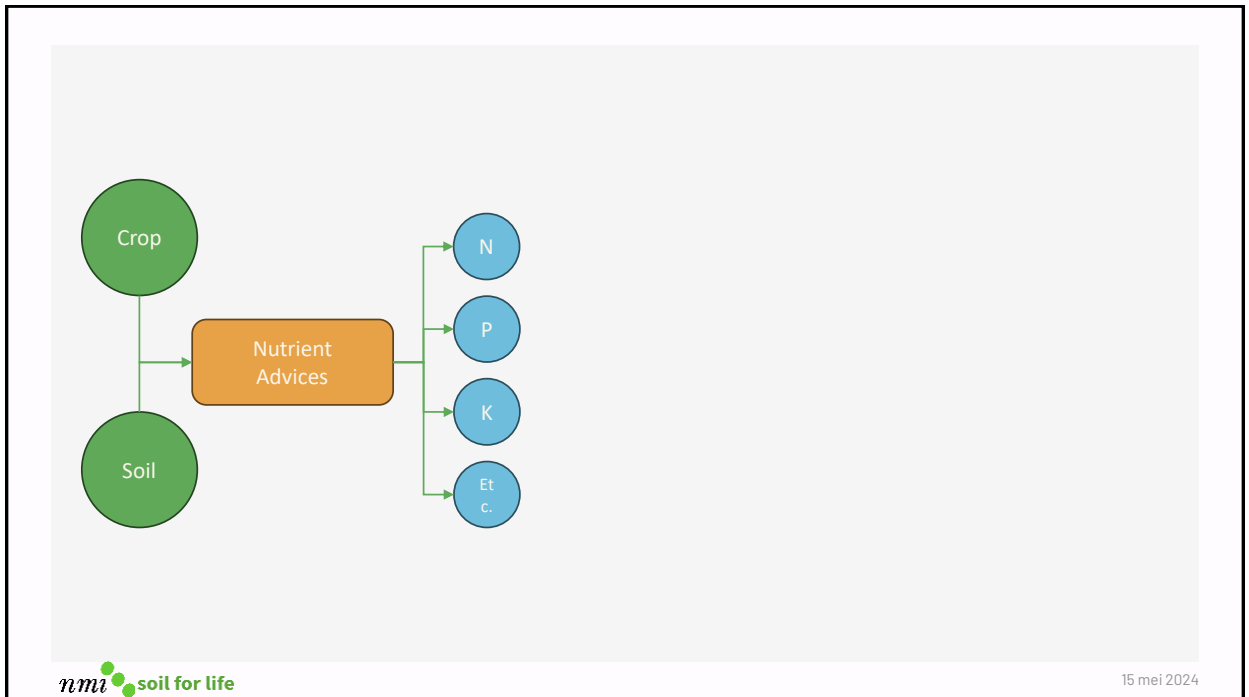 Crop
N
P
Nutrient
Advices
K
Soil
Et
c.
nmi soil for life
15 mei 2024